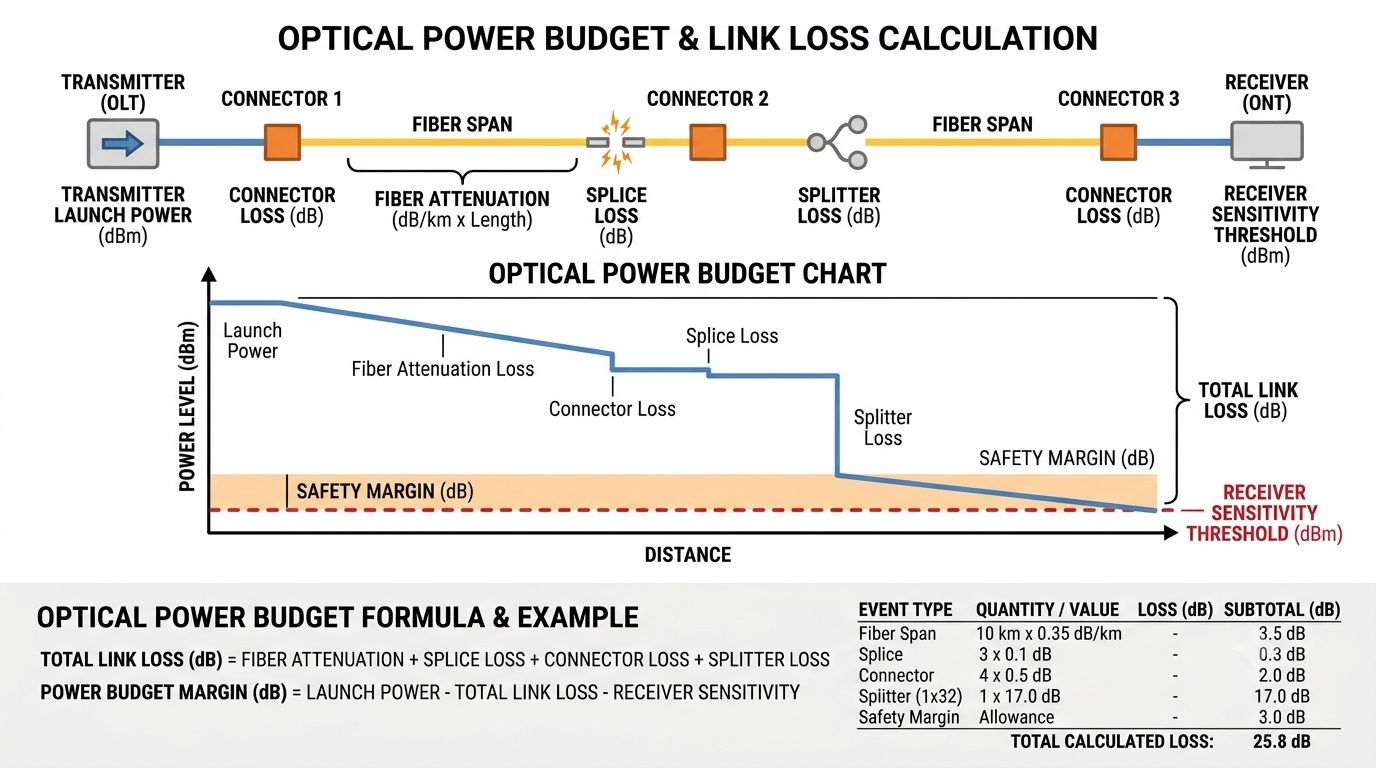 OPTICAL POWER BUDGET & LINK LOSS CALCULATION
TRANSMITTER
(OLT)
CONNECTOR 1
FIBER SPAN
CONNECTOR 2
FIBER SPAN
CONNECTOR 3
RECEIVER
(ONT)
TRANSMITTER
LAUNCH POWER
(dBm)
CONNECTOR
LOSS (dB)
FIBER ATTENUATION
(dB/km x Length)
SPLICE
LOSS
(dB)
SPLITTER
LOSS (dB)
CONNECTOR
LOSS (dB)
RECEIVER
SENSITIVITY
THRESHOLD
(dBm)
OPTICAL POWER BUDGET CHART
POWER LEVEL (dBm)
Launch
Power
Fiber Attenuation Loss
Connector Loss
Splice Loss
Splitter
Loss
TOTAL LINK
LOSS (dB)
SAFETY MARGIN (dB)
SAFETY MARGIN (dB)
RECEIVER
SENSITIVITY
THRESHOLD (dBm)
DISTANCE
OPTICAL POWER BUDGET FORMULA & EXAMPLE
TOTAL LINK LOSS (dB) = FIBER ATTENUATION + SPLICE LOSS + CONNECTOR LOSS + SPLITTER LOSS
POWER BUDGET MARGIN (dB) = LAUNCH POWER - TOTAL LINK LOSS - RECEIVER SENSITIVITY
EVENT TYPE QUANTITY / VALUE LOSS (dB) SUBTOTAL (dB)
Fiber Span 10 km x 0.35 dB/km - 3.5 dB
Splice 3 x 0.1 dB - 0.3 dB
Connector 4 x 0.5 dB - 2.0 dB
Splitter (1x32) 1 x 17.0 dB - 17.0 dB
Safety Margin Allowance - 3.0 dB
TOTAL CALCULATED LOSS: 25.8 dB